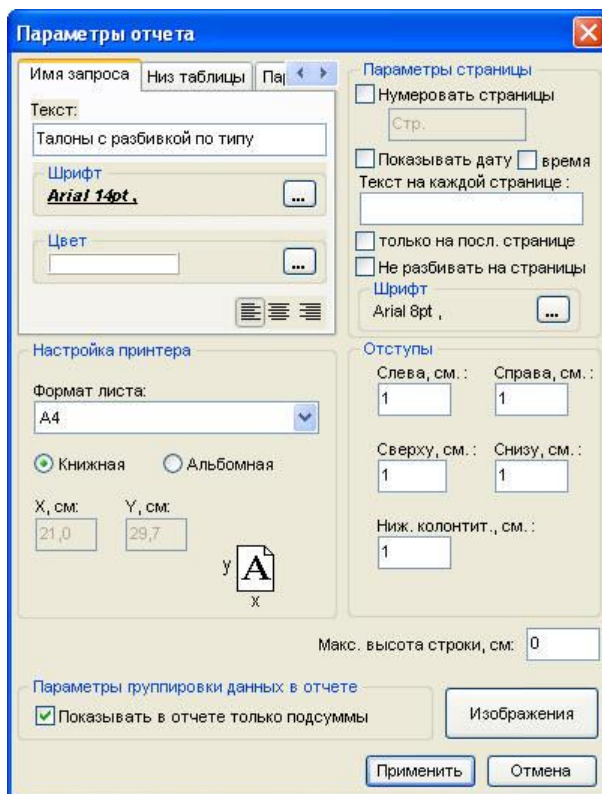 Параметры отчета
Имя запроса
Низ таблицы
Пар
Текст:
Талоны с разбивкой по типу
Шрифт
Arial 14pt ,
...
Цвет
...
Параметры страницы
Нумеровать страницы
Стр.
Показывать дату
время
Текст на каждой странице :
только на посл. странице
Не разбивать на страницы
Шрифт
Arial 8pt ,
...
Настройка принтера
Формат листа:
A4
Книжная
Альбомная
X, см:
Y, см:
21,0
29,7
y
A
x
Отступы
Слева, см. :
Справа, см. :
1
1
Сверху, см. :
Снизу, см. :
1
1
Ниж. колонтит., см. :
1
Макс. высота строки, см:
0
Параметры группировки данных в отчете
Показывать в отчете только подсуммы
Изображения
Применить
Отмена